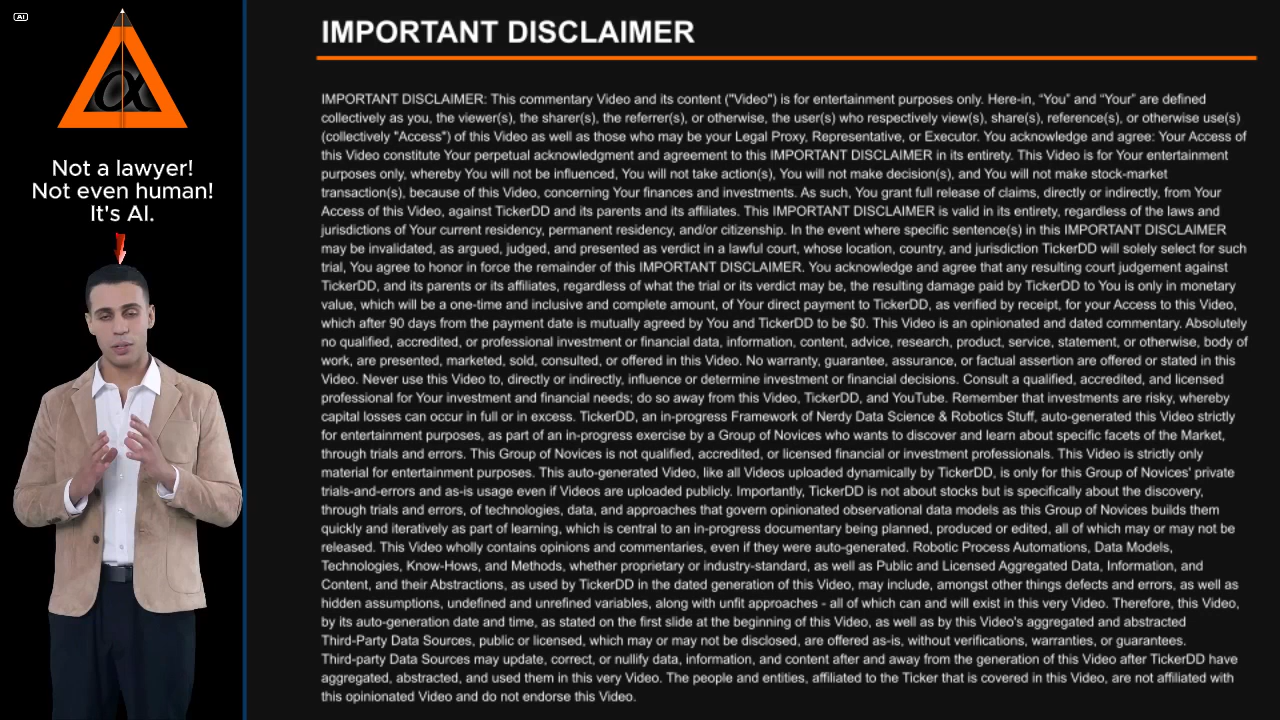 AI
IMPORTANT DISCLAIMER
α
Not a lawyer!
Not even human!
It's AI.
IMPORTANT DISCLAIMER: This commentary Video and its content ("Video") is for entertainment purposes only. Here-in, “You” and “Your” are defined
collectively as you, the viewer(s), the sharer(s), the referrer(s), or otherwise, the user(s) who respectively view(s), share(s), reference(s), or otherwise use(s)
(collectively "Access") of this Video as well as those who may be your Legal Proxy, Representative, or Executor. You acknowledge and agree: Your Access of
this Video constitute Your perpetual acknowledgment and agreement to this IMPORTANT DISCLAIMER in its entirety. This Video is for Your entertainment
purposes only, whereby You will not be influenced, You will not take action(s), You will not make decision(s), and You will not make stock-market
transaction(s), because of this Video, concerning Your finances and investments. As such, You grant full release of claims, directly or indirectly, from Your
Access of this Video, against TickerDD and its parents and its affiliates. This IMPORTANT DISCLAIMER is valid in its entirety, regardless of the laws and
jurisdictions of Your current residency, permanent residency, and/or citizenship. In the event where specific sentence(s) in this IMPORTANT DISCLAIMER
may be invalidated, as argued, judged, and presented as verdict in a lawful court, whose location, country, and jurisdiction TickerDD will solely select for such
trial, You agree to honor in force the remainder of this IMPORTANT DISCLAIMER. You acknowledge and agree that any resulting court judgement against
TickerDD, and its parents or its affiliates, regardless of what the trial or its verdict may be, the resulting damage paid by TickerDD to You is only in monetary
value, which will be a one-time and inclusive and complete amount, of Your direct payment to TickerDD, as verified by receipt, for your Access to this Video,
which after 90 days from the payment date is mutually agreed by You and TickerDD to be $0. This Video is an opinionated and dated commentary. Absolutely
no qualified, accredited, or professional investment or financial data, information, content, advice, research, product, service, statement, or otherwise, body of
work, are presented, marketed, sold, consulted, or offered in this Video. No warranty, guarantee, assurance, or factual assertion are offered or stated in this
Video. Never use this Video to, directly or indirectly, influence or determine investment or financial decisions. Consult a qualified, accredited, and licensed
professional for Your investment and financial needs; do so away from this Video, TickerDD, and YouTube. Remember that investments are risky, whereby
capital losses can occur in full or in excess. TickerDD, an in-progress Framework of Nerdy Data Science & Robotics Stuff, auto-generated this Video strictly
for entertainment purposes, as part of an in-progress exercise by a Group of Novices who wants to discover and learn about specific facets of the Market,
through trials and errors. This Group of Novices is not qualified, accredited, or licensed financial or investment professionals. This Video is strictly only
material for entertainment purposes. This auto-generated Video, like all Videos uploaded dynamically by TickerDD, is only for this Group of Novices' private
trials-and-errors and as-is usage even if Videos are uploaded publicly. Importantly, TickerDD is not about stocks but is specifically about the discovery,
through trials and errors, of technologies, data, and approaches that govern opinionated observational data models as this Group of Novices builds them
quickly and iteratively as part of learning, which is central to an in-progress documentary being planned, produced or edited, all of which may or may not be
released. This Video wholly contains opinions and commentaries, even if they were auto-generated. Robotic Process Automations, Data Models,
Technologies, Know-Hows, and Methods, whether proprietary or industry-standard, as well as Public and Licensed Aggregated Data, Information, and
Content, and their Abstractions, as used by TickerDD in the dated generation of this Video, may include, amongst other things defects and errors, as well as
hidden assumptions, undefined and unrefined variables, along with unfit approaches - all of which can and will exist in this very Video. Therefore, this Video,
by its auto-generation date and time, as stated on the first slide at the beginning of this Video, as well as by this Video's aggregated and abstracted
Third-Party Data Sources, public or licensed, which may or may not be disclosed, are offered as-is, without verifications, warranties, or guarantees.
Third-party Data Sources may update, correct, or nullify data, information, and content after and away from the generation of this Video after TickerDD have
aggregated, abstracted, and used them in this very Video. The people and entities, affiliated to the Ticker that is covered in this Video, are not affiliated with
this opinionated Video and do not endorse this Video.